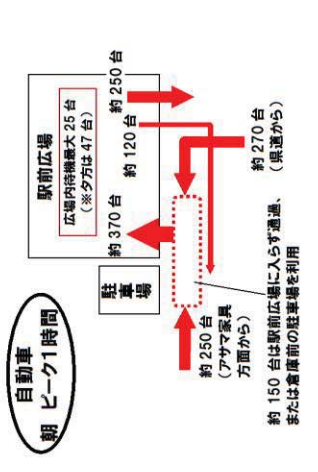 自動車
朝 ピーク1時間
駅前広場
広場内待機最大 25 台
(※夕方は 47 台)
約 370 台
約 120 台
約 250 台
駐
車
場
約 250 台
(アサマ家具
方面から)
約 270 台
(県道から)
約 150 台は駅前広場に入らず通過、
または倉庫前の駐車場を利用